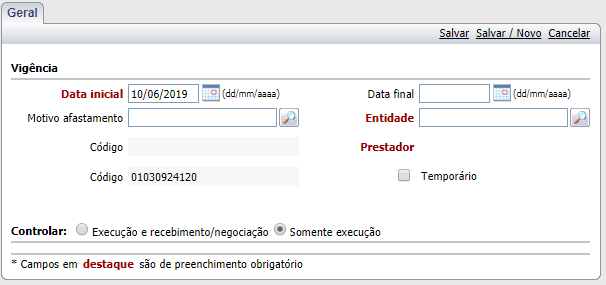 Geral
Salvar Salvar / Novo Cancelar
Vigência
Data inicial 10/06/2019 (dd/mm/aaaa) Data final (dd/mm/aaaa)
Motivo afastamento Entidade
Código Prestador
Código 01030924120 Temporário
Controlar: Execução e recebimento/negociação Somente execução
* Campos em destaque são de preenchimento obrigatório